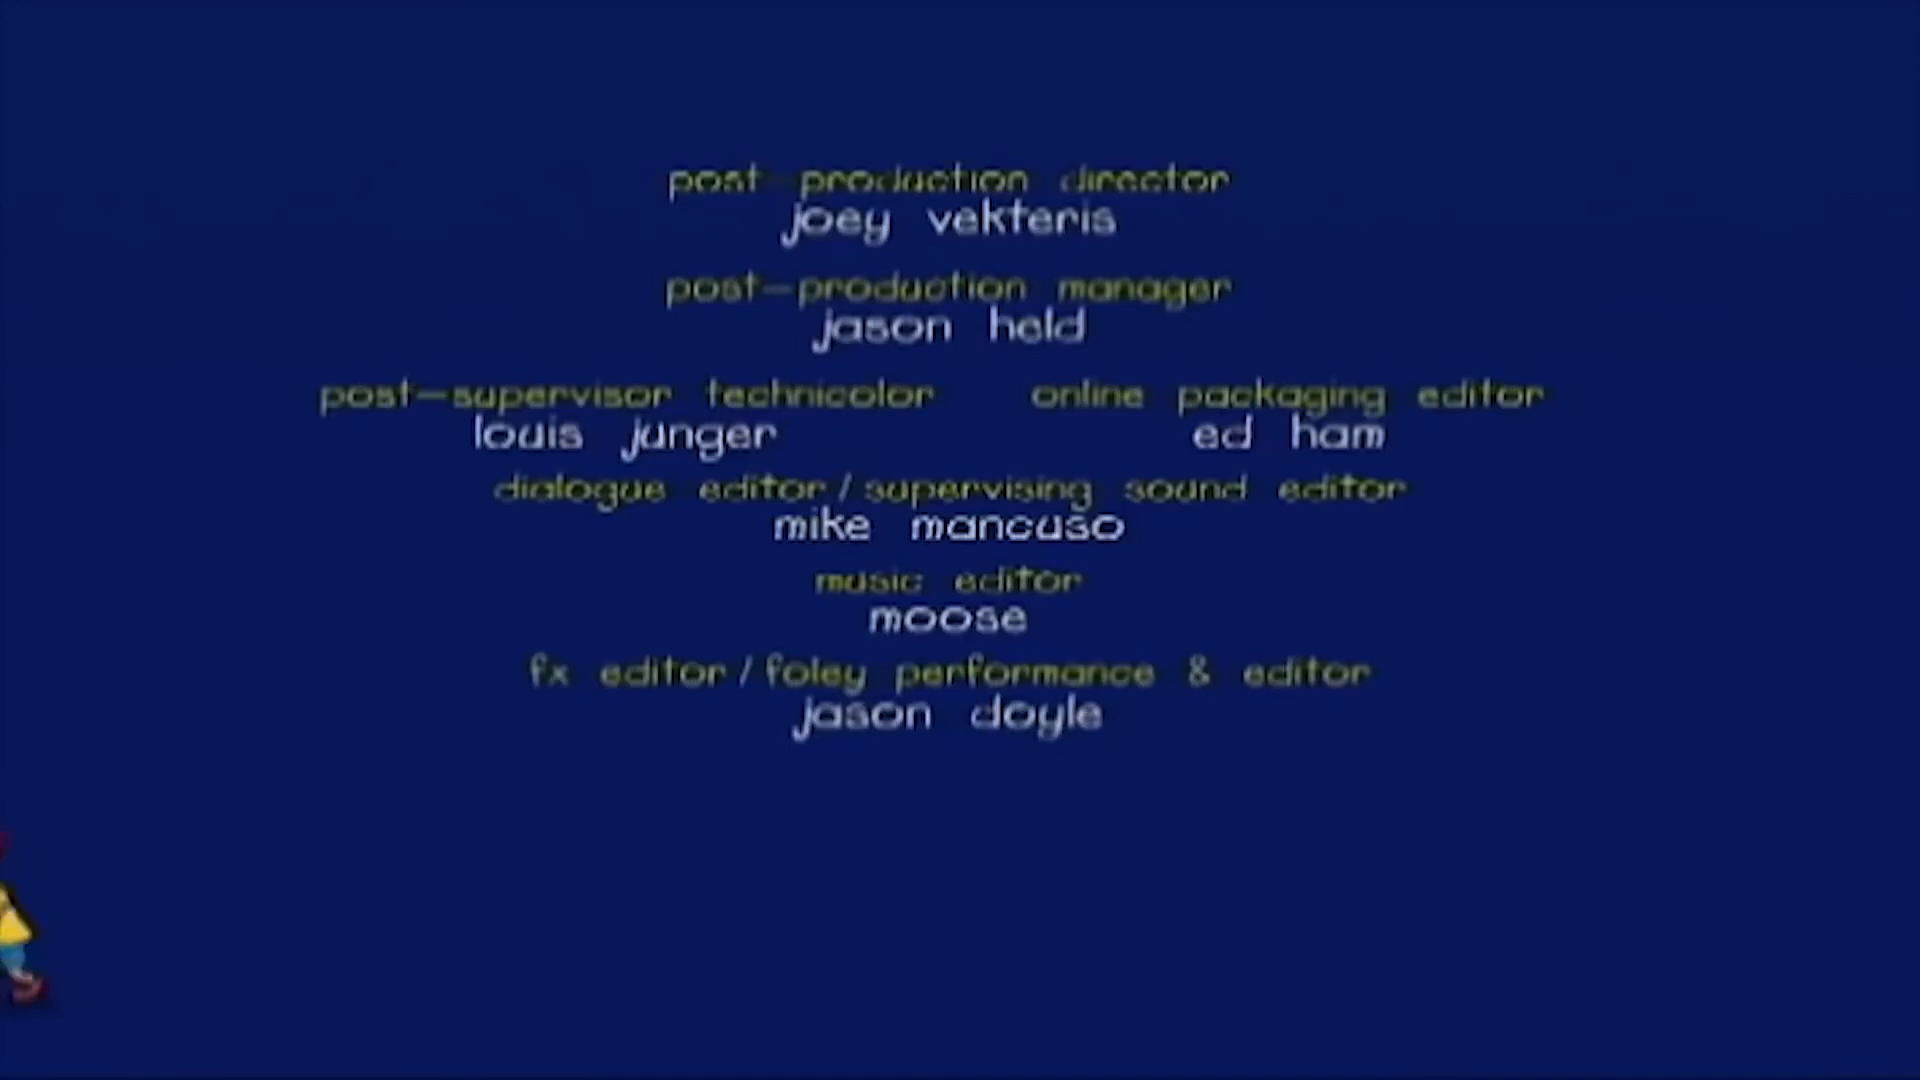 post-production director
joey vekteris
post-production manager
jason held
post-supervisor technicolor online packaging editor
louis junger ed ham
dialogue editor/supervising sound editor
mike mancuso
music editor
moose
fx editor/foley performance & editor
jason doyle